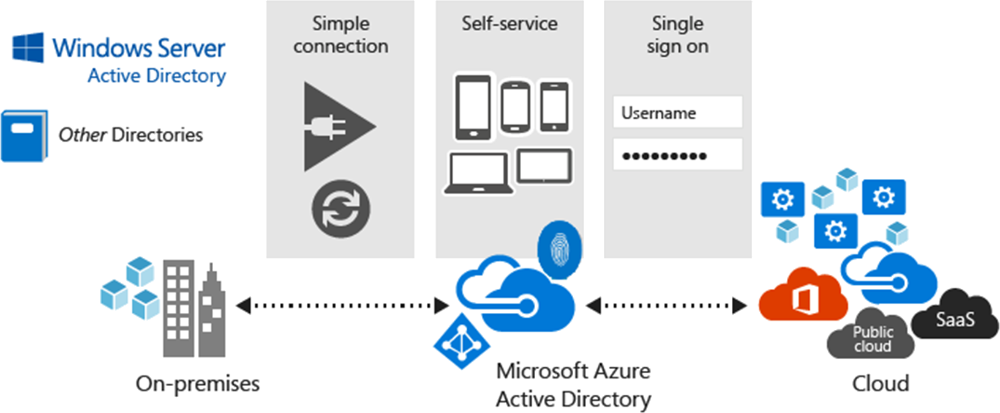 Windows Server
Active Directory
Other Directories
Simple
connection
Self-service
Single
sign on
Username
On-premises
Microsoft Azure
Active Directory
Public
cloud
SaaS
Cloud